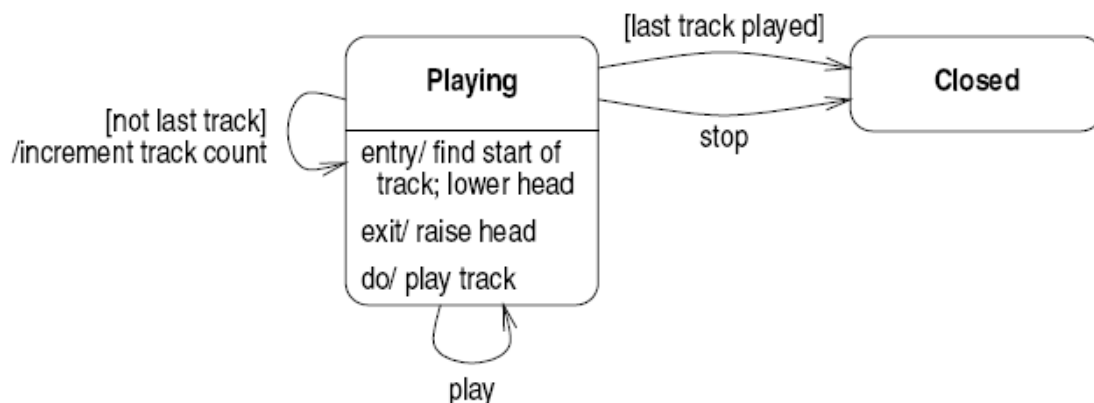 [last track played]
Playing
Closed
[not last track]
/increment track count
stop
entry/ find start of
track; lower head
exit/ raise head
do/ play track
play